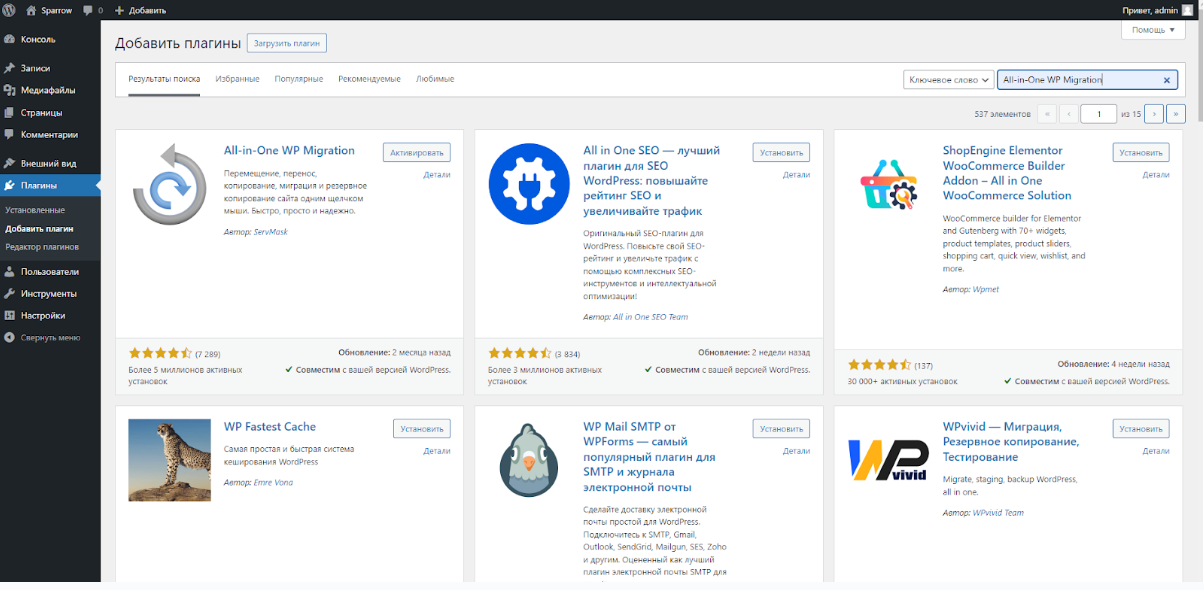 Sparrow 0 Добавить Привет, admin
Помощь
Консоль
Записи
Медиафайлы
Страницы
Комментарии
Внешний вид
Плагины
Установленные
Добавить плагин
Редактор плагинов
Пользователи
Инструменты
Настройки
Свернуть меню
Добавить плагины Загрузить плагин
Результаты поиска Избранные Популярные Рекомендуемые Любимые Ключевое слово All-in-One WP Migration
537 элементов « ‹ 1 из 15 › »
All-in-One WP Migration
Активировать
Детали
Перемещение, перенос,
копирование, миграция и резервное
копирование сайта одним щелчком
мыши. Быстро, просто и надежно.
Автор: ServMask
(7 289)
Обновление: 2 месяца назад
Более 5 миллионов активных
установок
Совместим с вашей версией WordPress.
All in One SEO — лучший
плагин для SEO
WordPress: повышайте
рейтинг SEO и
увеличивайте трафик
Установить
Детали
Оригинальный SEO-плагин для
WordPress. Повысьте свой SEO-
рейтинг и увеличьте трафик с
помощью комплексных SEO-
инструментов и интеллектуальной
оптимизации!
Автор: All in One SEO Team
(3 834)
Обновление: 2 недели назад
Более 3 миллионов активных
установок
Совместим с вашей версией WordPress.
ShopEngine Elementor
WooCommerce Builder
Addon – All in One
WooCommerce Solution
Установить
Детали
WooCommerce builder for Elementor
and Gutenberg with 70+ widgets,
product templates, product sliders,
shopping cart, quick view, wishlist, and
more.
Автор: Wpmet
(137)
Обновление: 4 недели назад
30 000+ активных установок
Совместим с вашей версией WordPress.
WP Fastest Cache
Установить
Детали
Самая простая и быстрая система
кеширования WordPress
Автор: Emre Vona
WP Mail SMTP от
WPForms — самый
популярный плагин для
SMTP и журнала
электронной почты
Установить
Детали
Сделайте доставку электронной
почты простой для WordPress.
Подключитесь к SMTP, Gmail,
Outlook, SendGrid, Mailgun, SES, Zoho
и другим. Оцененный как лучший
плагин электронной почты SMTP для
WP
vivid
WPvivid — Миграция,
Резервное копирование,
Тестирование
Установить
Детали
Migrate, staging, backup WordPress,
all in one.
Автор: WPvivid Team